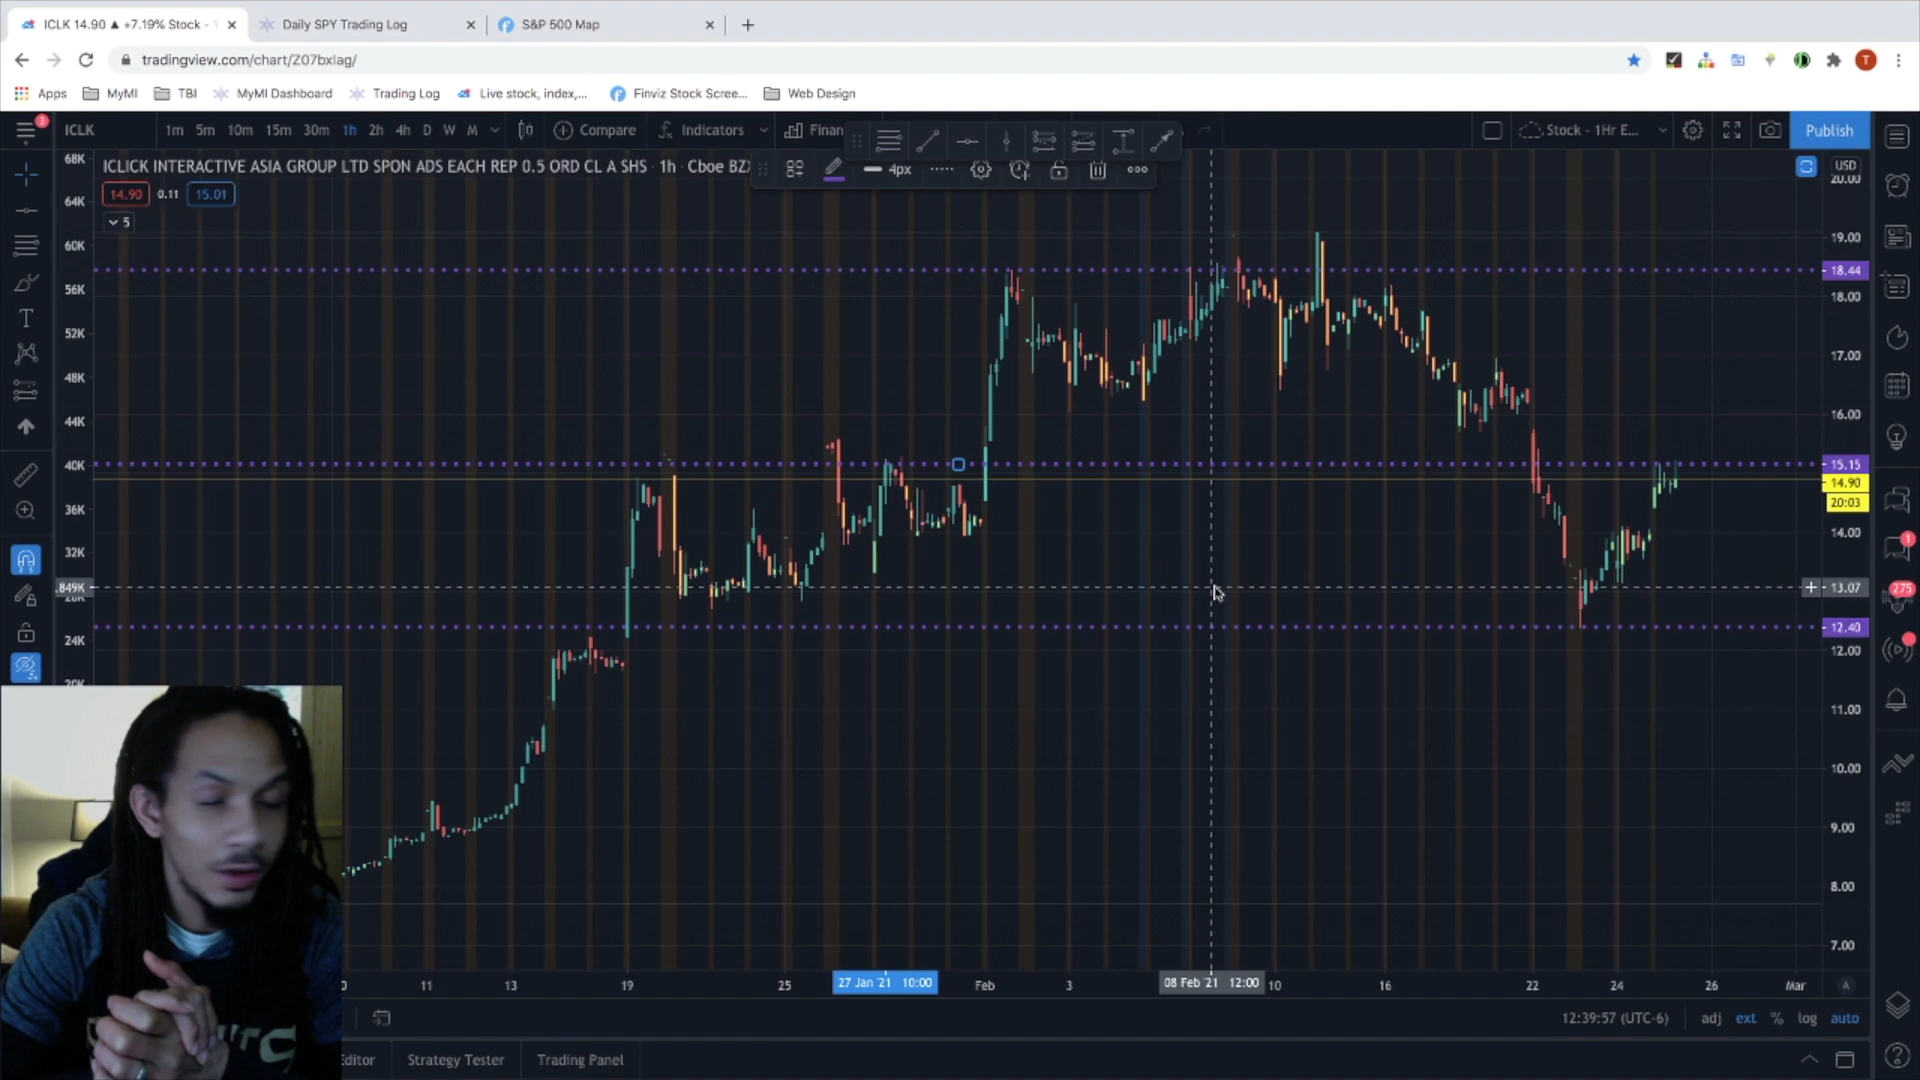 ICLK 14.90 ▲ +7.19% Stock -
Daily SPY Trading Log
S&P 500 Map
tradingview.com/chart/Z07bxlag/
T
Apps MyMI TBI MyMI Dashboard Trading Log Live stock, index,... Finviz Stock Scree... Web Design
3
ICLK 1m 5m 10m 15m 30m 1h 2h 4h D W M Compare Indicators Finan Stock - 1Hr E... Publish
ICLICK INTERACTIVE ASIA GROUP LTD SPON ADS EACH REP 0.5 ORD CL A SHS · 1h · Cboe BZ
4px
USD
14.90 0.11 15.01
5
68K
64K
60K
56K
52K
48K
44K
40K
36K
32K
.849K
24K
20.00
19.00
18.44
18.00
17.00
16.00
15.15
14.90
20:03
14.00
13.07
12.40
12.00
11.00
10.00
9.00
8.00
7.00
1
275
11 13 19 25 27 Jan '21 10:00 Feb 3 08 Feb '21 12:00 10 16 22 24 26 Mar A
12:39:57 (UTC-6) adj ext % log auto
Editor Strategy Tester Trading Panel